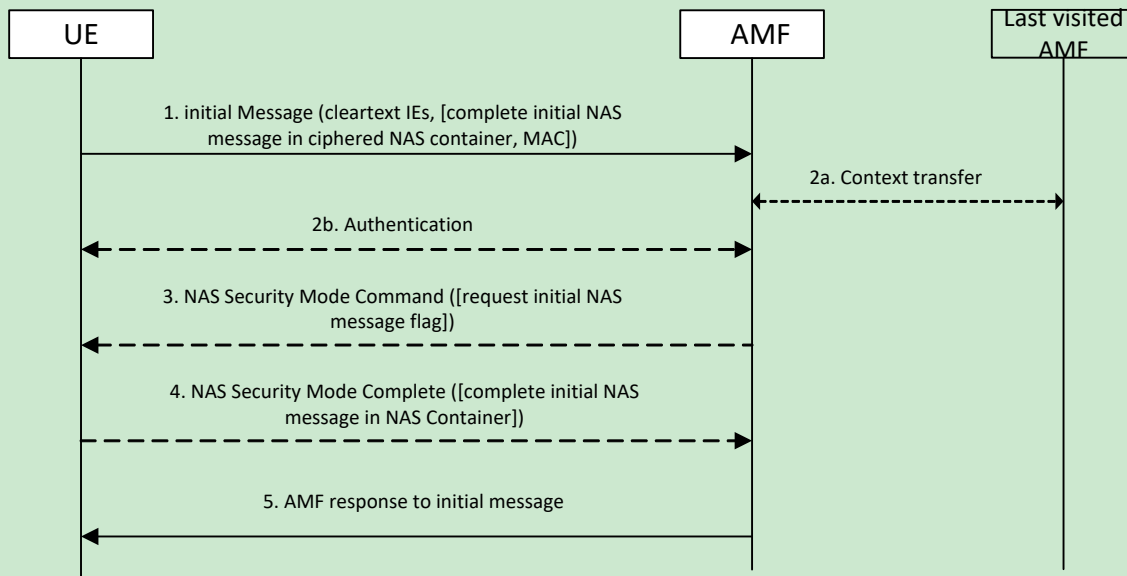 UE
AMF
Last visited
AMF
1. initial Message (cleartext IEs, [complete initial NAS
message in ciphered NAS container, MAC])
2a. Context transfer
2b. Authentication
3. NAS Security Mode Command ([request initial NAS
message flag])
4. NAS Security Mode Complete ([complete initial NAS
message in NAS Container])
5. AMF response to initial message